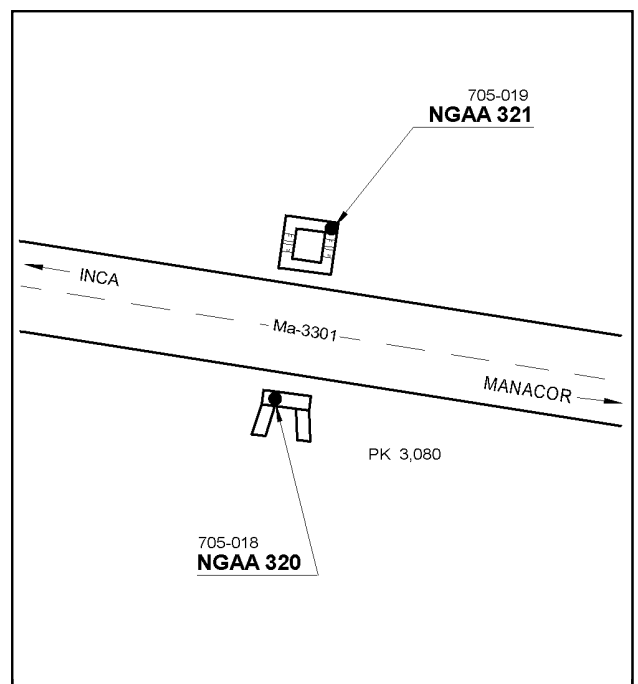 705-019
NGAA 321
INCA
Ma-3301
MANACOR
PK 3,080
705-018
NGAA 320